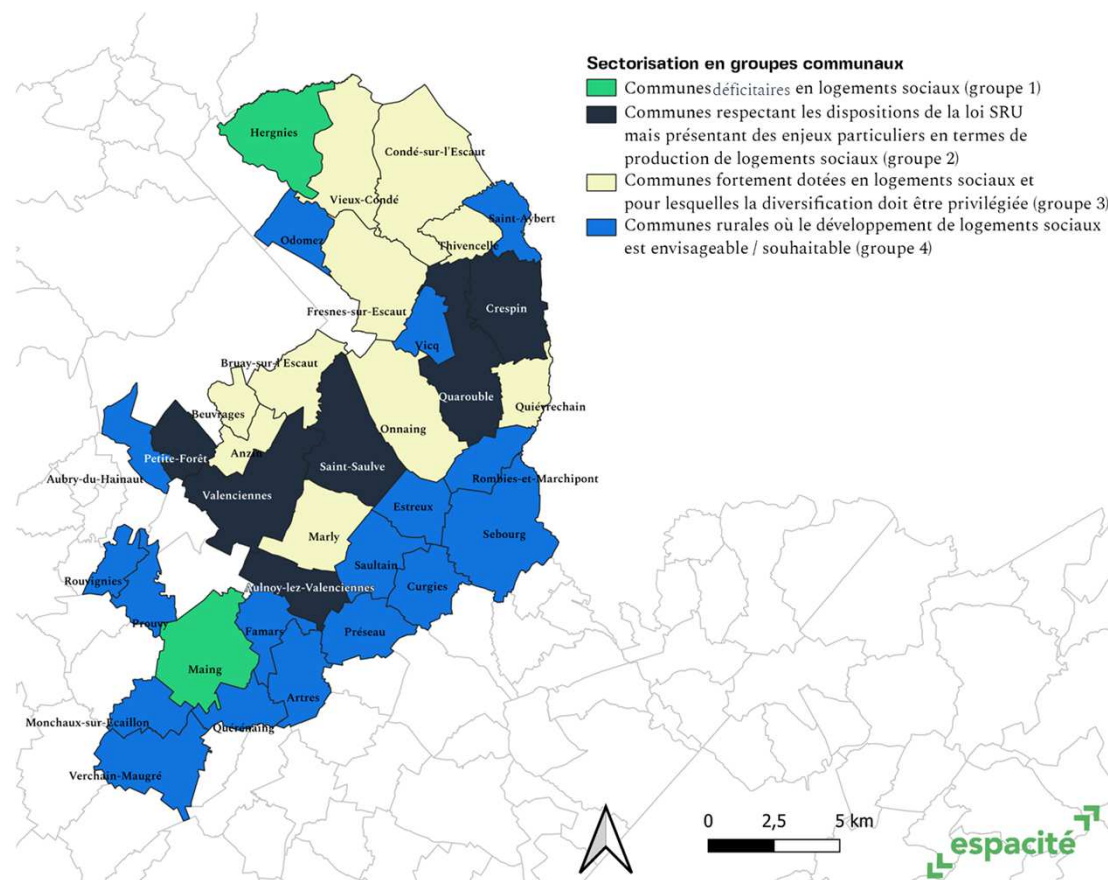 Sectorisation en groupes communaux
Communes déficitaires en logements sociaux (groupe 1)
Communes respectant les dispositions de la loi SRU
mais présentant des enjeux particuliers en termes de
production de logements sociaux (groupe 2)
Communes fortement dotées en logements sociaux et
pour lesquelles la diversification doit être privilégiée (groupe 3)
Communes rurales où le développement de logements sociaux
est envisageable / souhaitable (groupe 4)
Hergnies
Condé-sur-l'Escaut
Vieux-Condé
Saint-Aybert
Odomez
Thivencelle
Fresnes-sur-Escaut
Crespin
Vicq
Bruay-sur-l'Escaut
Quarouble
Quiévrechain
Beuvrages
Onnaing
Anzin
Petite-Forêt
Saint-Saulve
Aubry-du-Hainaut
Rombies-et-Marchipont
Valenciennes
Estreux
Sebourg
Marly
Saultain
Rouvignies
Aulnoy-lez-Valenciennes
Curgies
Prouvy
Famars
Préseau
Maing
Artres
Monchaux-sur-Écaillon
Quérénaing
Verchain-Maugré
0 2,5 5 km
espacité